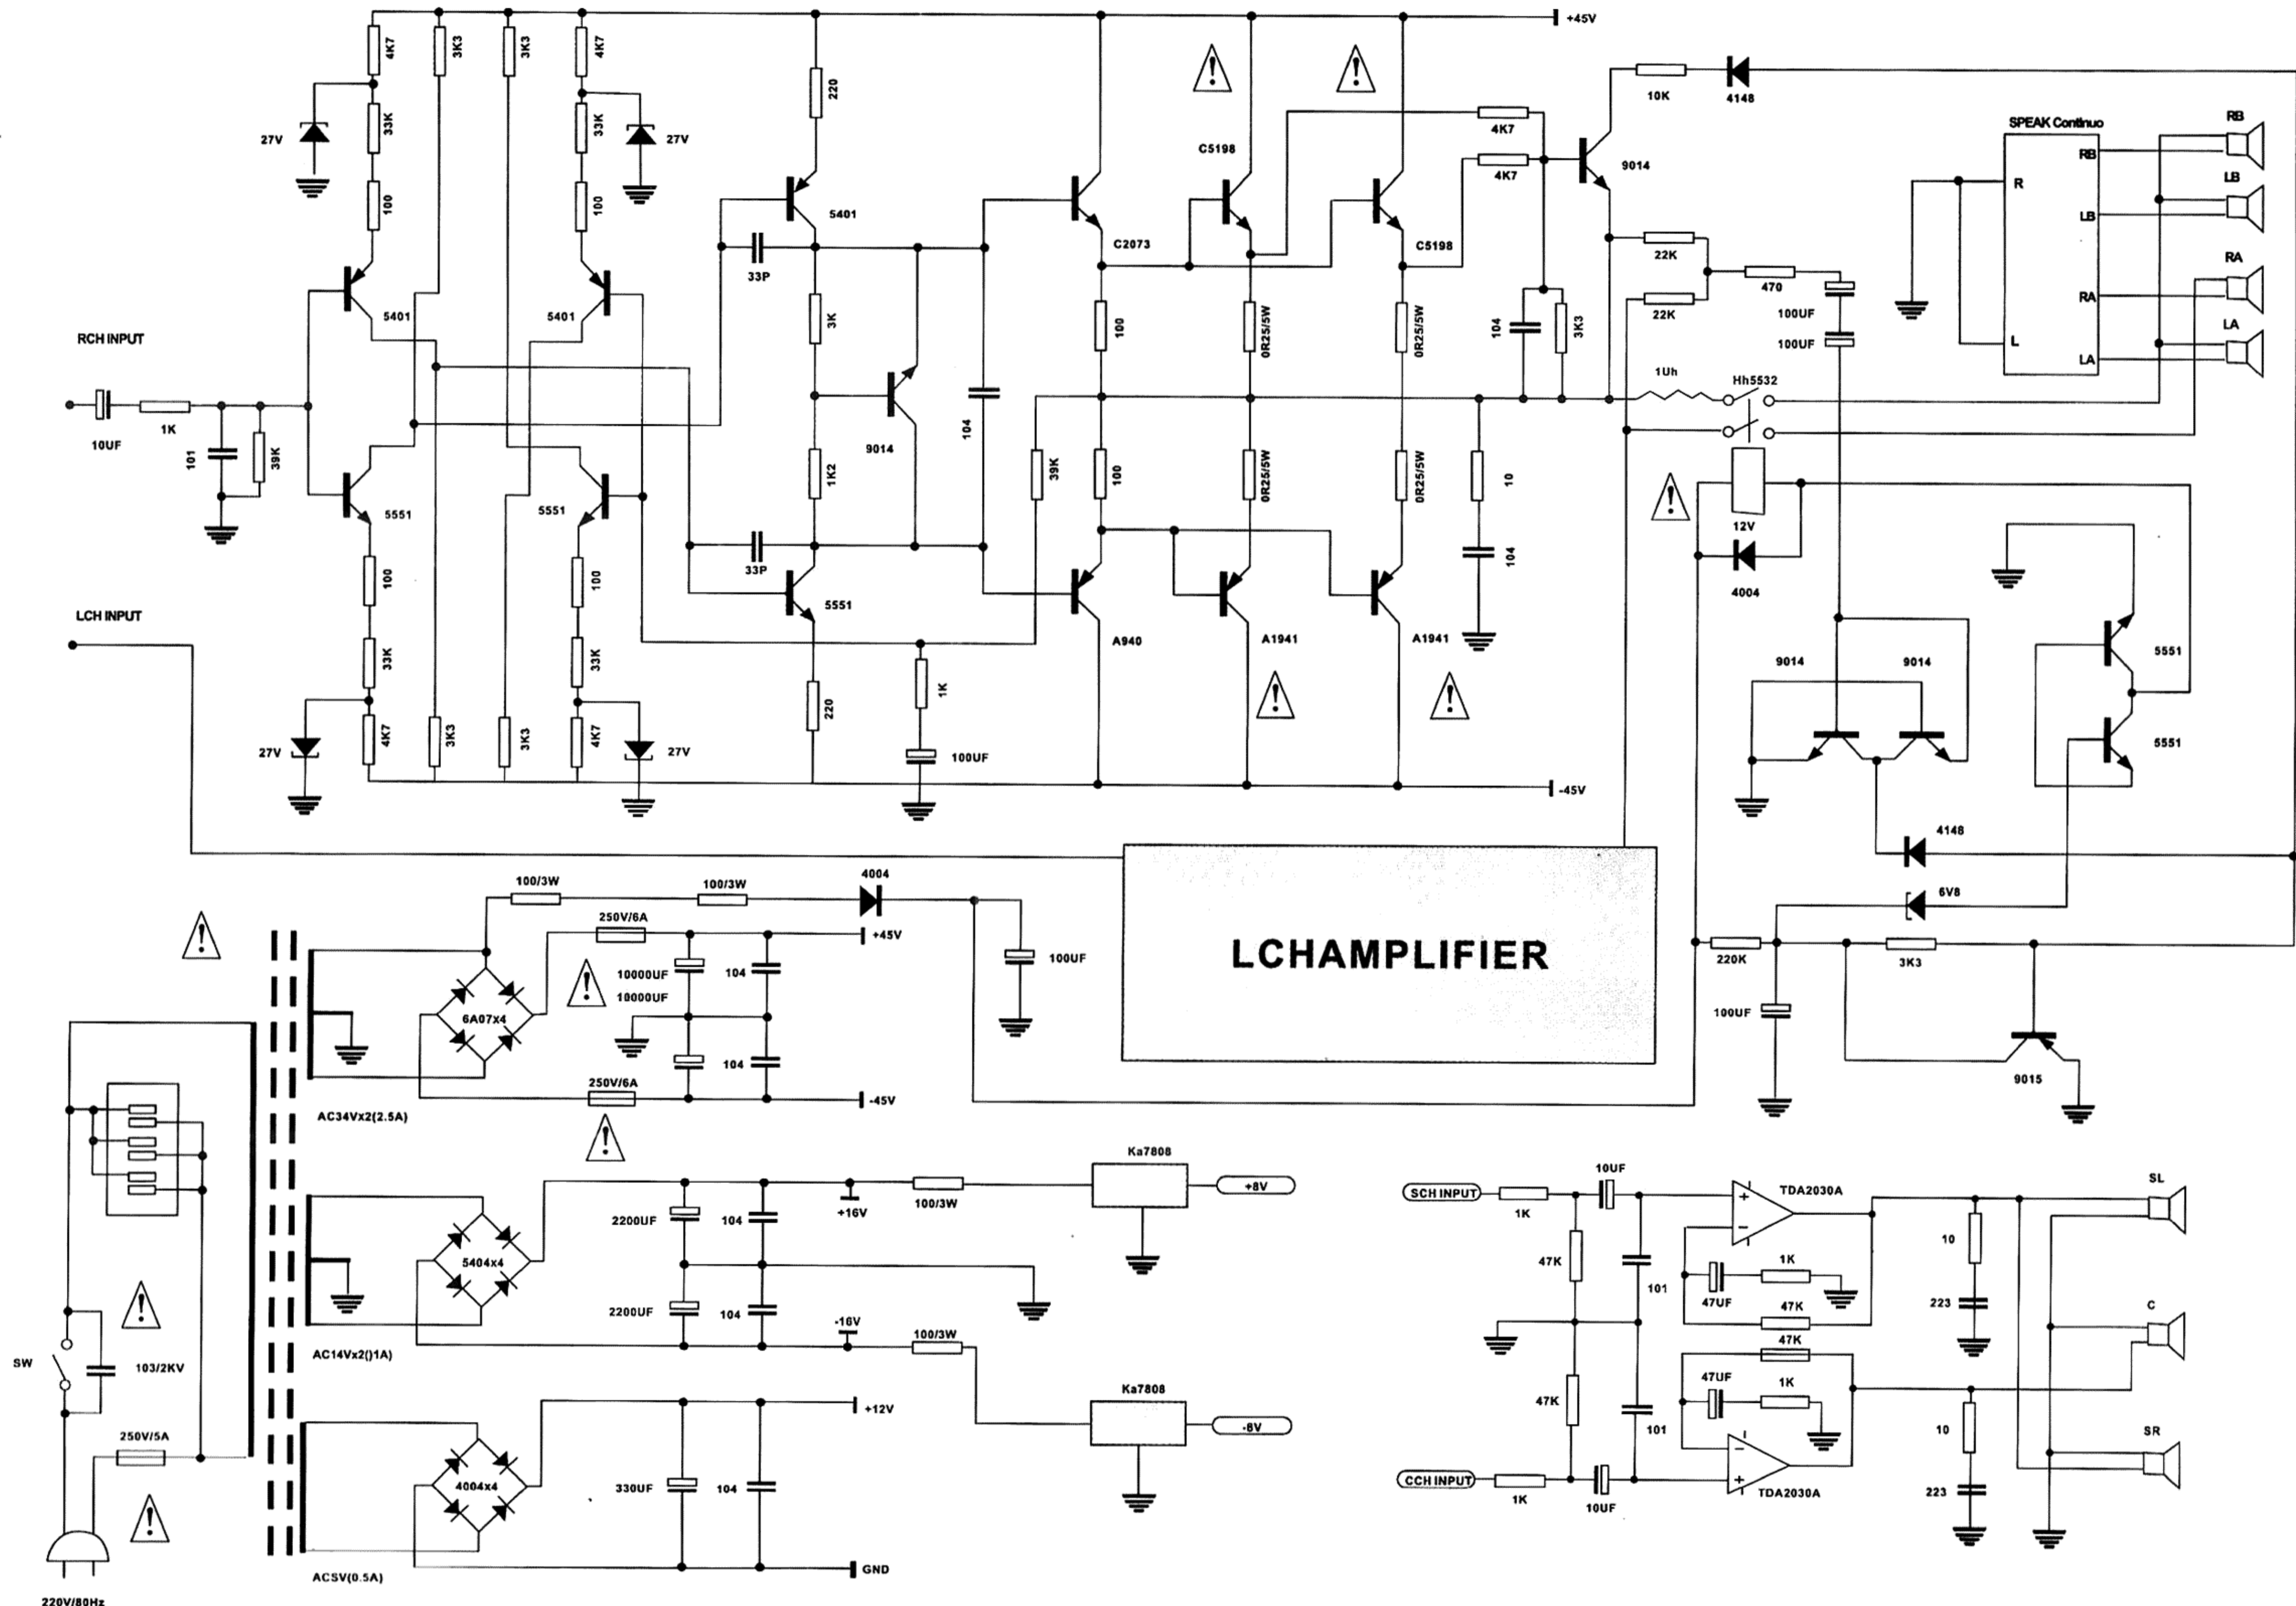 +45V
4K7
3K3
3K3
4K7
220
10K
4148
27V
33K
33K
27V
4K7
C5198
4K7
9014
SPEAK Continuo
RB
RB
R
LB
LB
100
100
5401
C2073
C5198
22K
RA
470
RA
33P
22K
100UF
100UF
LA
L
LA
5401
5401
3K
100
0R25/5W
0R25/5W
104
3K3
RCH INPUT
1Uh
Hh5532
10UF
1K
101
39K
9014
104
1K2
39K
100
0R25/5W
0R25/5W
10
5551
5551
12V
33P
104
4004
100
100
5551
LCH INPUT
A940
A1941
A1941
9014
9014
5551
33K
33K
1K
220
27V
4K7
3K3
3K3
4K7
27V
100UF
5551
-45V
4148
4004
100/3W
100/3W
6V8
250V/6A
+45V
LCHAMPLIFIER
10000UF
104
100UF
220K
3K3
10000UF
6A07x4
100UF
104
250V/6A
-45V
9015
AC34Vx2(2.5A)
Ka7808
+8V
100/3W
+16V
2200UF
104
5404x4
2200UF
104
-16V
100/3W
AC14Vx2()1A)
SW
103/2KV
Ka7808
-8V
+12V
250V/5A
4004x4
330UF
104
GND
ACSV(0.5A)
220V/80Hz
10UF
SCH INPUT
1K
TDA2030A
SL
47K
101
1K
47UF
47K
10
223
C
47K
47UF
1K
47K
101
10
SR
CCH INPUT
1K
10UF
TDA2030A
223